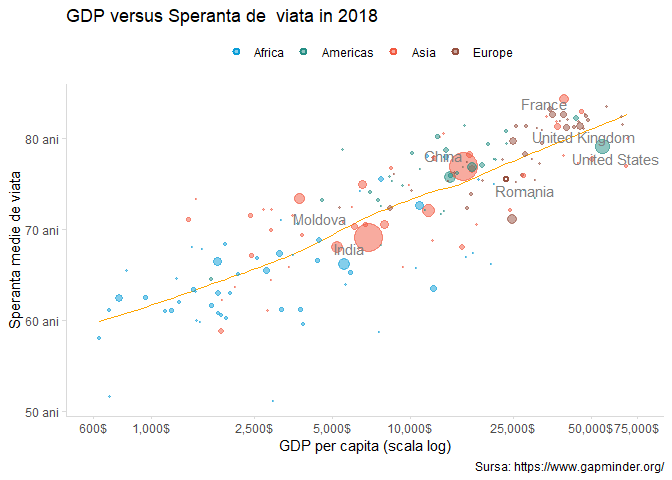 GDP versus Speranta de  viata in 2018
Africa Americas Asia Europe
Speranta medie de viata
80 ani
70 ani
60 ani
50 ani
France
United Kingdom
China
United States
Romania
Moldova
India
600$ 1,000$ 2,500$ 5,000$ 10,000$ 25,000$ 50,000$ 75,000$
GDP per capita (scala log)
Sursa: https://www.gapminder.org/